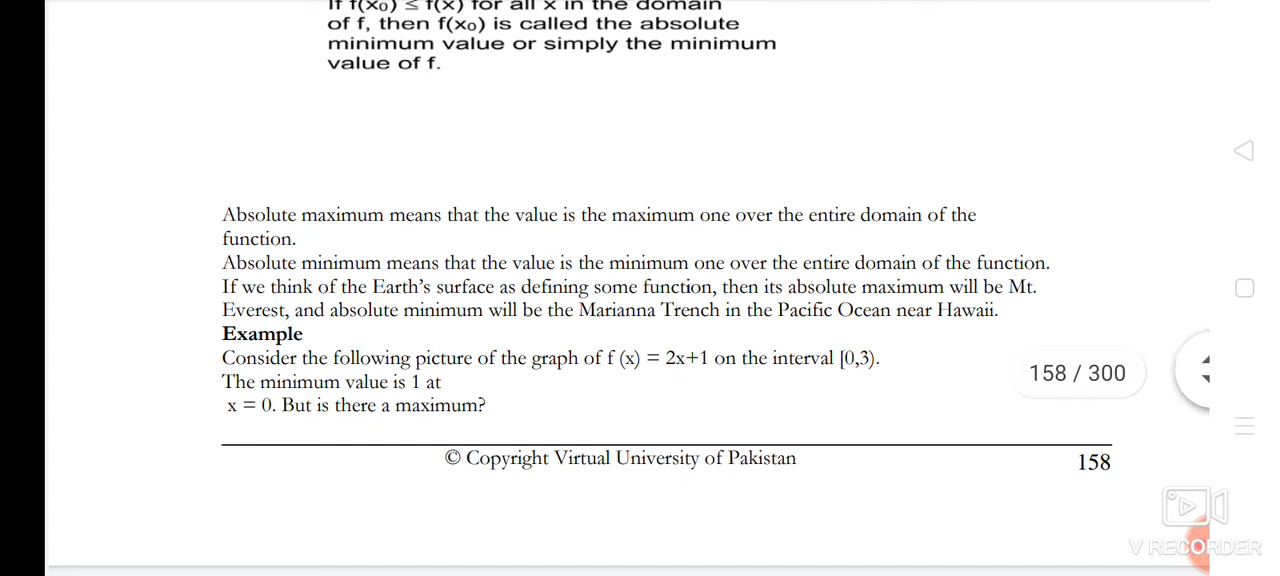 If f(x₀) ≤ f(x) for all x in the domain
of f, then f(x₀) is called the absolute
minimum value or simply the minimum
value of f.
Absolute maximum means that the value is the maximum one over the entire domain of the
function.
Absolute minimum means that the value is the minimum one over the entire domain of the function.
If we think of the Earth’s surface as defining some function, then its absolute maximum will be Mt.
Everest, and absolute minimum will be the Marianna Trench in the Pacific Ocean near Hawaii.
Example
Consider the following picture of the graph of f (x) = 2x+1 on the interval [0,3).
The minimum value is 1 at
x = 0. But is there a maximum?
158 / 300
© Copyright Virtual University of Pakistan
158
V RECORDER